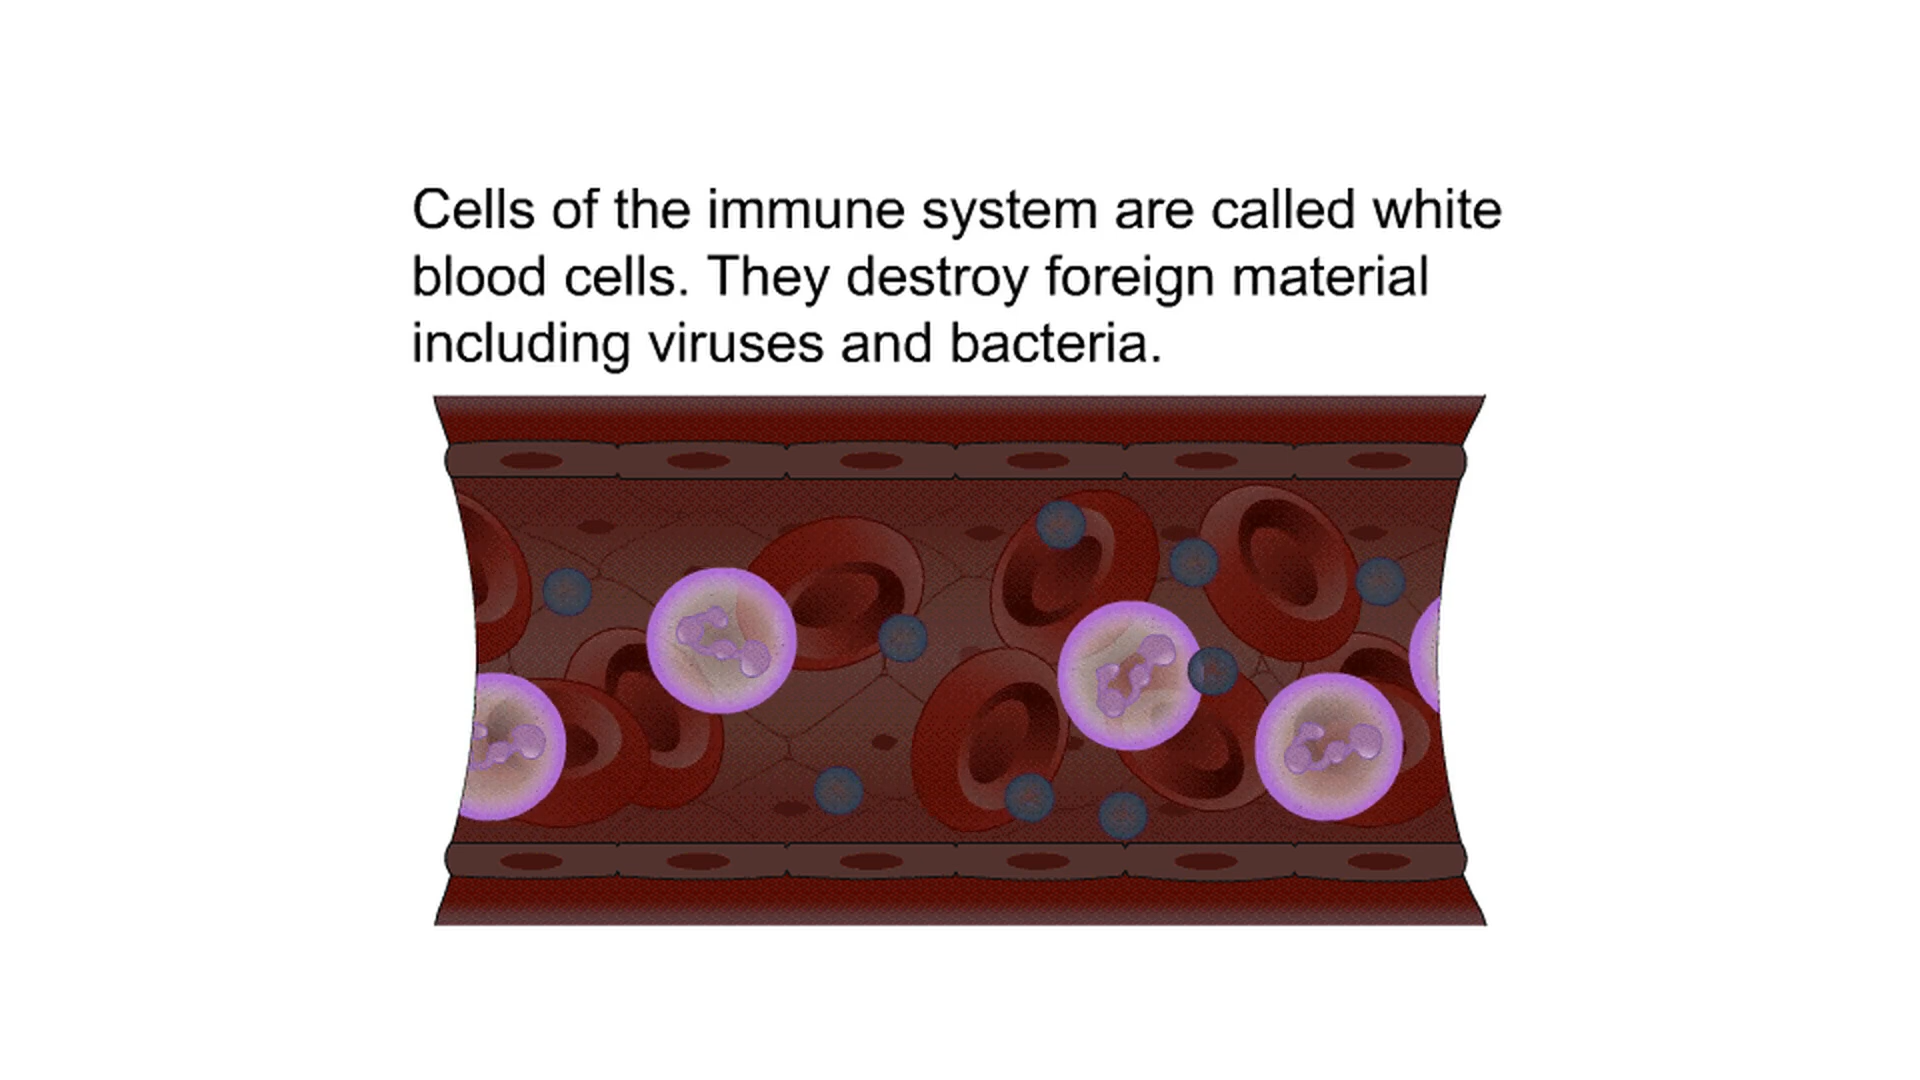 Cells of the immune system are called white
blood cells. They destroy foreign material
including viruses and bacteria.